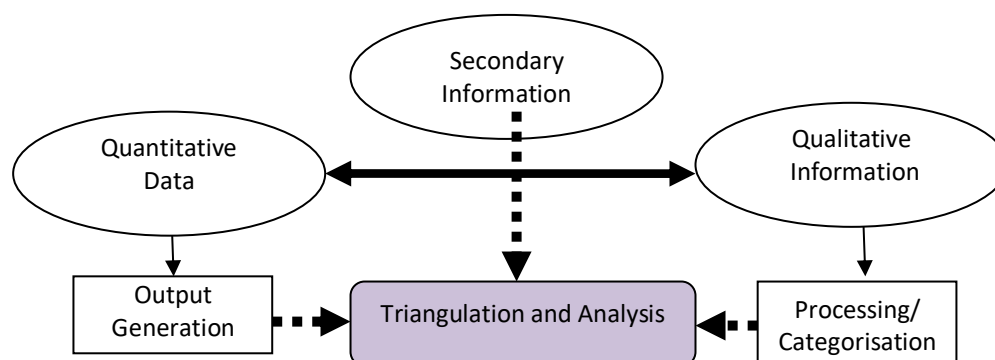 Secondary
Information
Quantitative
Data
Qualitative
Information
Output
Generation
Triangulation and Analysis
Processing/
Categorisation